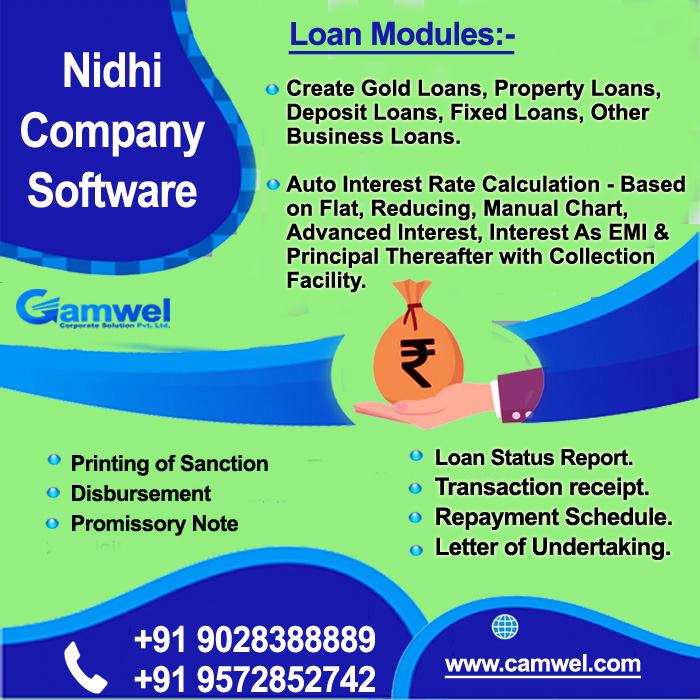 Nidhi
Company
Software
Loan Modules:-
Create Gold Loans, Property Loans,
Deposit Loans, Fixed Loans, Other
Business Loans.
Auto Interest Rate Calculation - Based
on Flat, Reducing, Manual Chart,
Advanced Interest, Interest As EMI &
Principal Thereafter with Collection
Facility.
Camwel
Corporate Solution Pvt. Ltd.
₹
Printing of Sanction
Disbursement
Promissory Note
Loan Status Report.
Transaction receipt.
Repayment Schedule.
Letter of Undertaking.
+91 9028388889
+91 9572852742
www.camwel.com